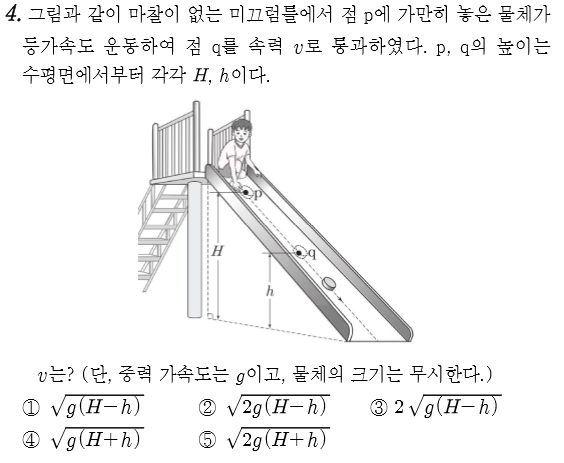 4. 그림과 같이 마찰이 없는 미끄럼틀에서 점 p에 가만히 놓은 물체가
등가속도 운동하여 점 q를 속력 v로 통과하였다. p, q의 높이는
수평면에서부터 각각 H, h이다.
p
H
q
h
v는? (단, 중력 가속도는 g이고, 물체의 크기는 무시한다.)
① √g(H−h) ② √2g(H−h) ③ 2√g(H−h)
④ √g(H+h) ⑤ √2g(H+h)